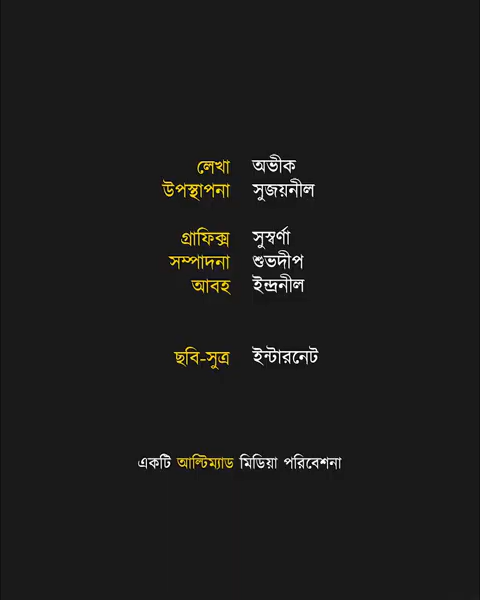 লেখা অভীক
উপস্থাপনা সুজয়নীল
গ্রাফিক্স সুস্বর্ণা
সম্পাদনা শুভদীপ
আবহ ইন্দ্রনীল
ছবি-সুত্র ইন্টারনেট
একটি আল্টিম্যাড মিডিয়া পরিবেশনা